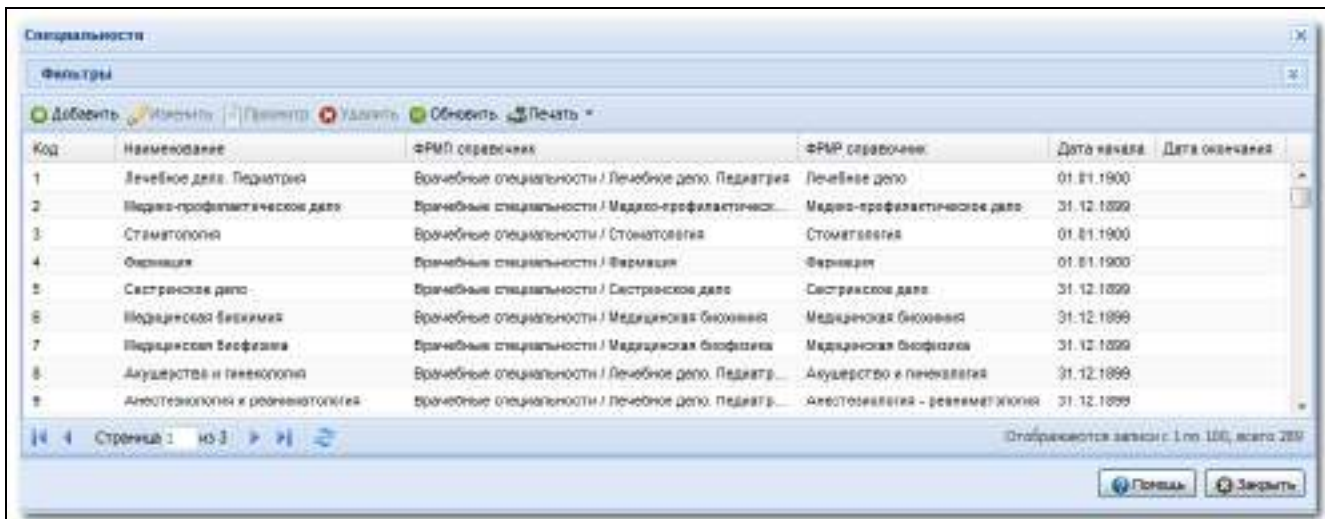 Специальности
Фильтры
Добавить Изменить Просмотр Удалить Обновить Печать
Код Наименование ФРМП справочник ФРМР справочник Дата начала Дата окончания
1 Лечебное дело. Педиатрия Врачебные специальности / Лечебное дело. Педиатрия Лечебное дело 01.01.1900
2 Медико-профилактическое дело Врачебные специальности / Медико-профилактическ... Медико-профилактическое дело 31.12.1899
3 Стоматология Врачебные специальности / Стоматология Стоматология 01.01.1900
4 Фармация Врачебные специальности / Фармация Фармация 01.01.1900
5 Сестринское дело Врачебные специальности / Сестринское дело Сестринское дело 31.12.1899
6 Медицинская биохимия Врачебные специальности / Медицинская биохимия Медицинская биохимия 31.12.1899
7 Медицинская биофизика Врачебные специальности / Медицинская биофизика Медицинская биофизика 31.12.1899
8 Акушерство и гинекология Врачебные специальности / Лечебное дело. Педиатр... Акушерство и гинекология 31.12.1899
9 Анестезиология и реаниматология Врачебные специальности / Лечебное дело. Педиатр... Анестезиология - реаниматология 31.12.1899
Страница 1 из 3 Отображаются записи с 1 по 100, всего 289
Помощь Закрыть